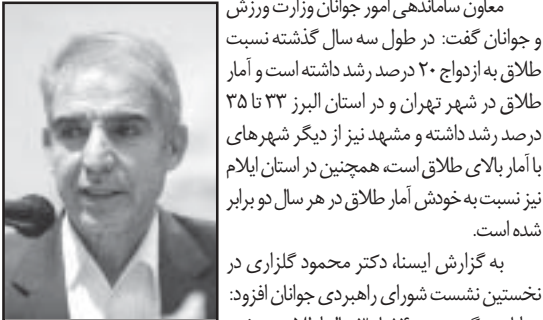 معاون ساماندهی امور جوانان وزارت ورزش
و جوانان گفت: در طول سه سال گذشته نسبت
طلاق به ازدواج ۲۰ درصد رشد داشته است و آمار
طلاق در شهر تهران و در استان البرز ۳۳ تا ۳۵
درصد رشد داشته و مشهد نیز از دیگر شهرهای
با آمار بالای طلاق است، همچنین در استان ایلام
نیز نسبت به خودش آمار طلاق در هر سال دو برابر
شده است.
به گزارش ایسنا، دکتر محمود گلزاری در
نخستین نشست شورای راهبردی جوانان افزود: